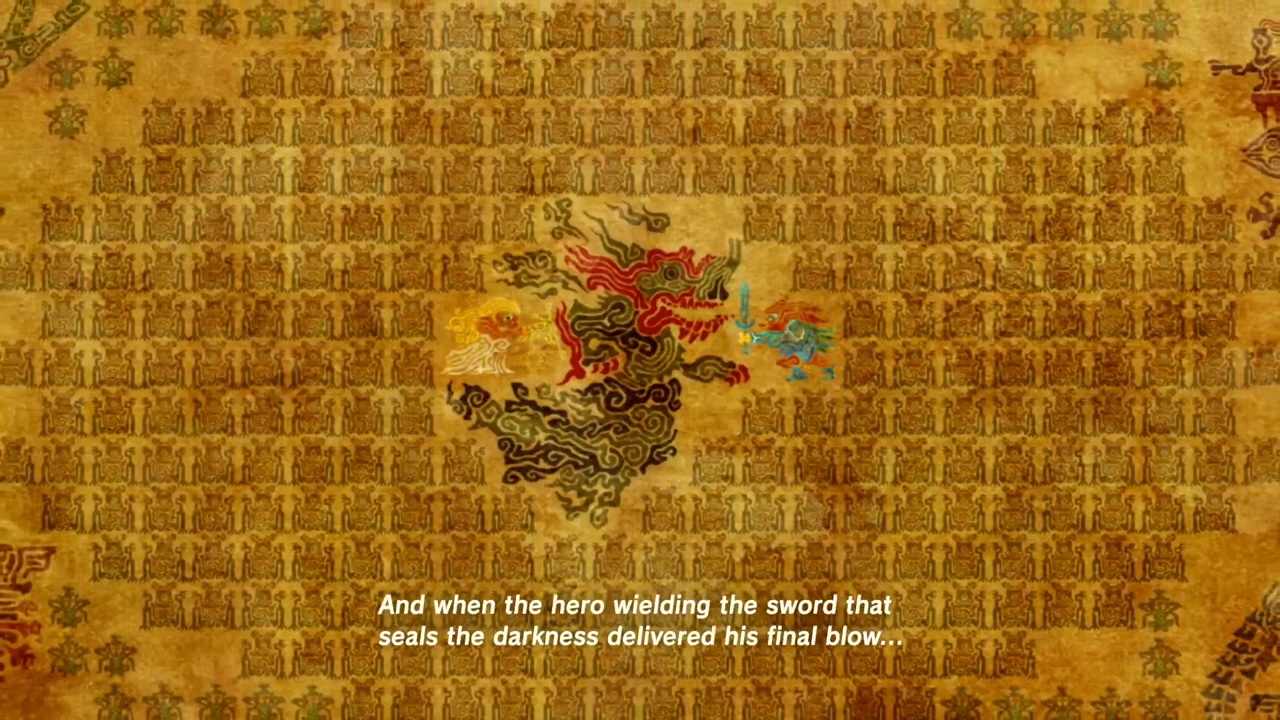 And when the hero wielding the sword that
seals the darkness delivered his final blow...